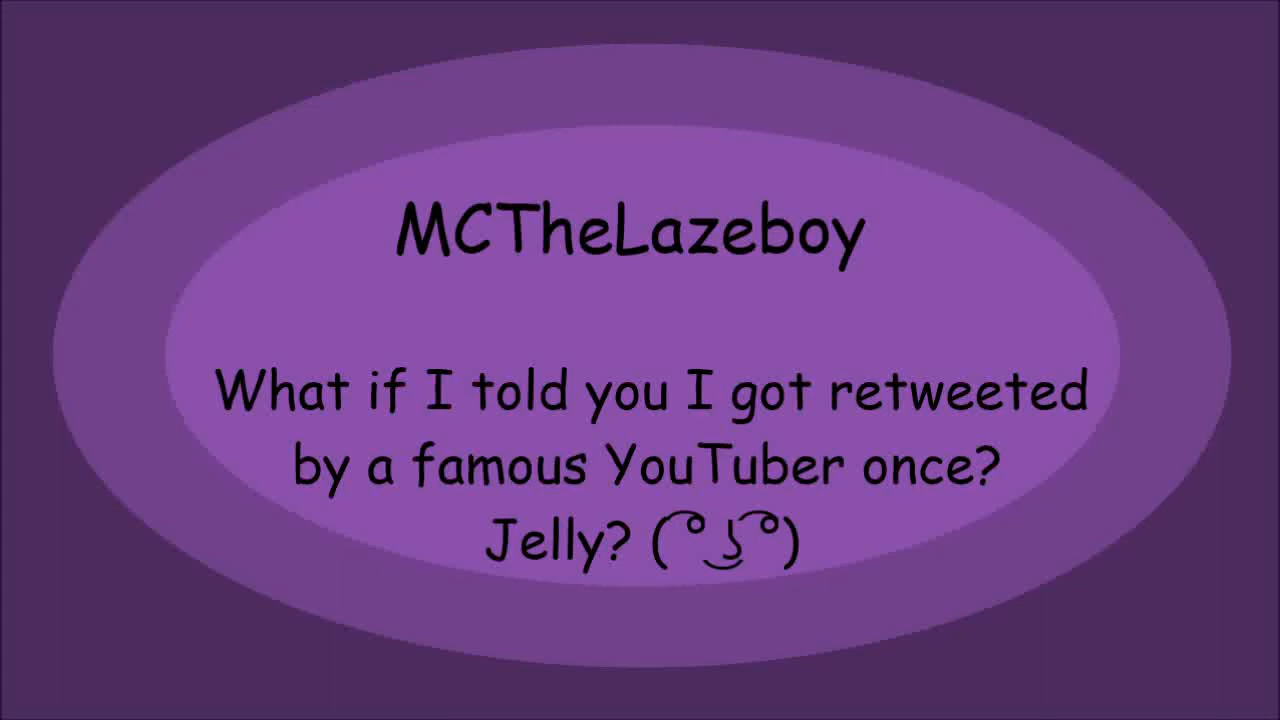 MCTheLazeboy
What if I told you I got retweeted
by a famous YouTuber once?
Jelly? ( ͡° ͜ʖ ͡°)